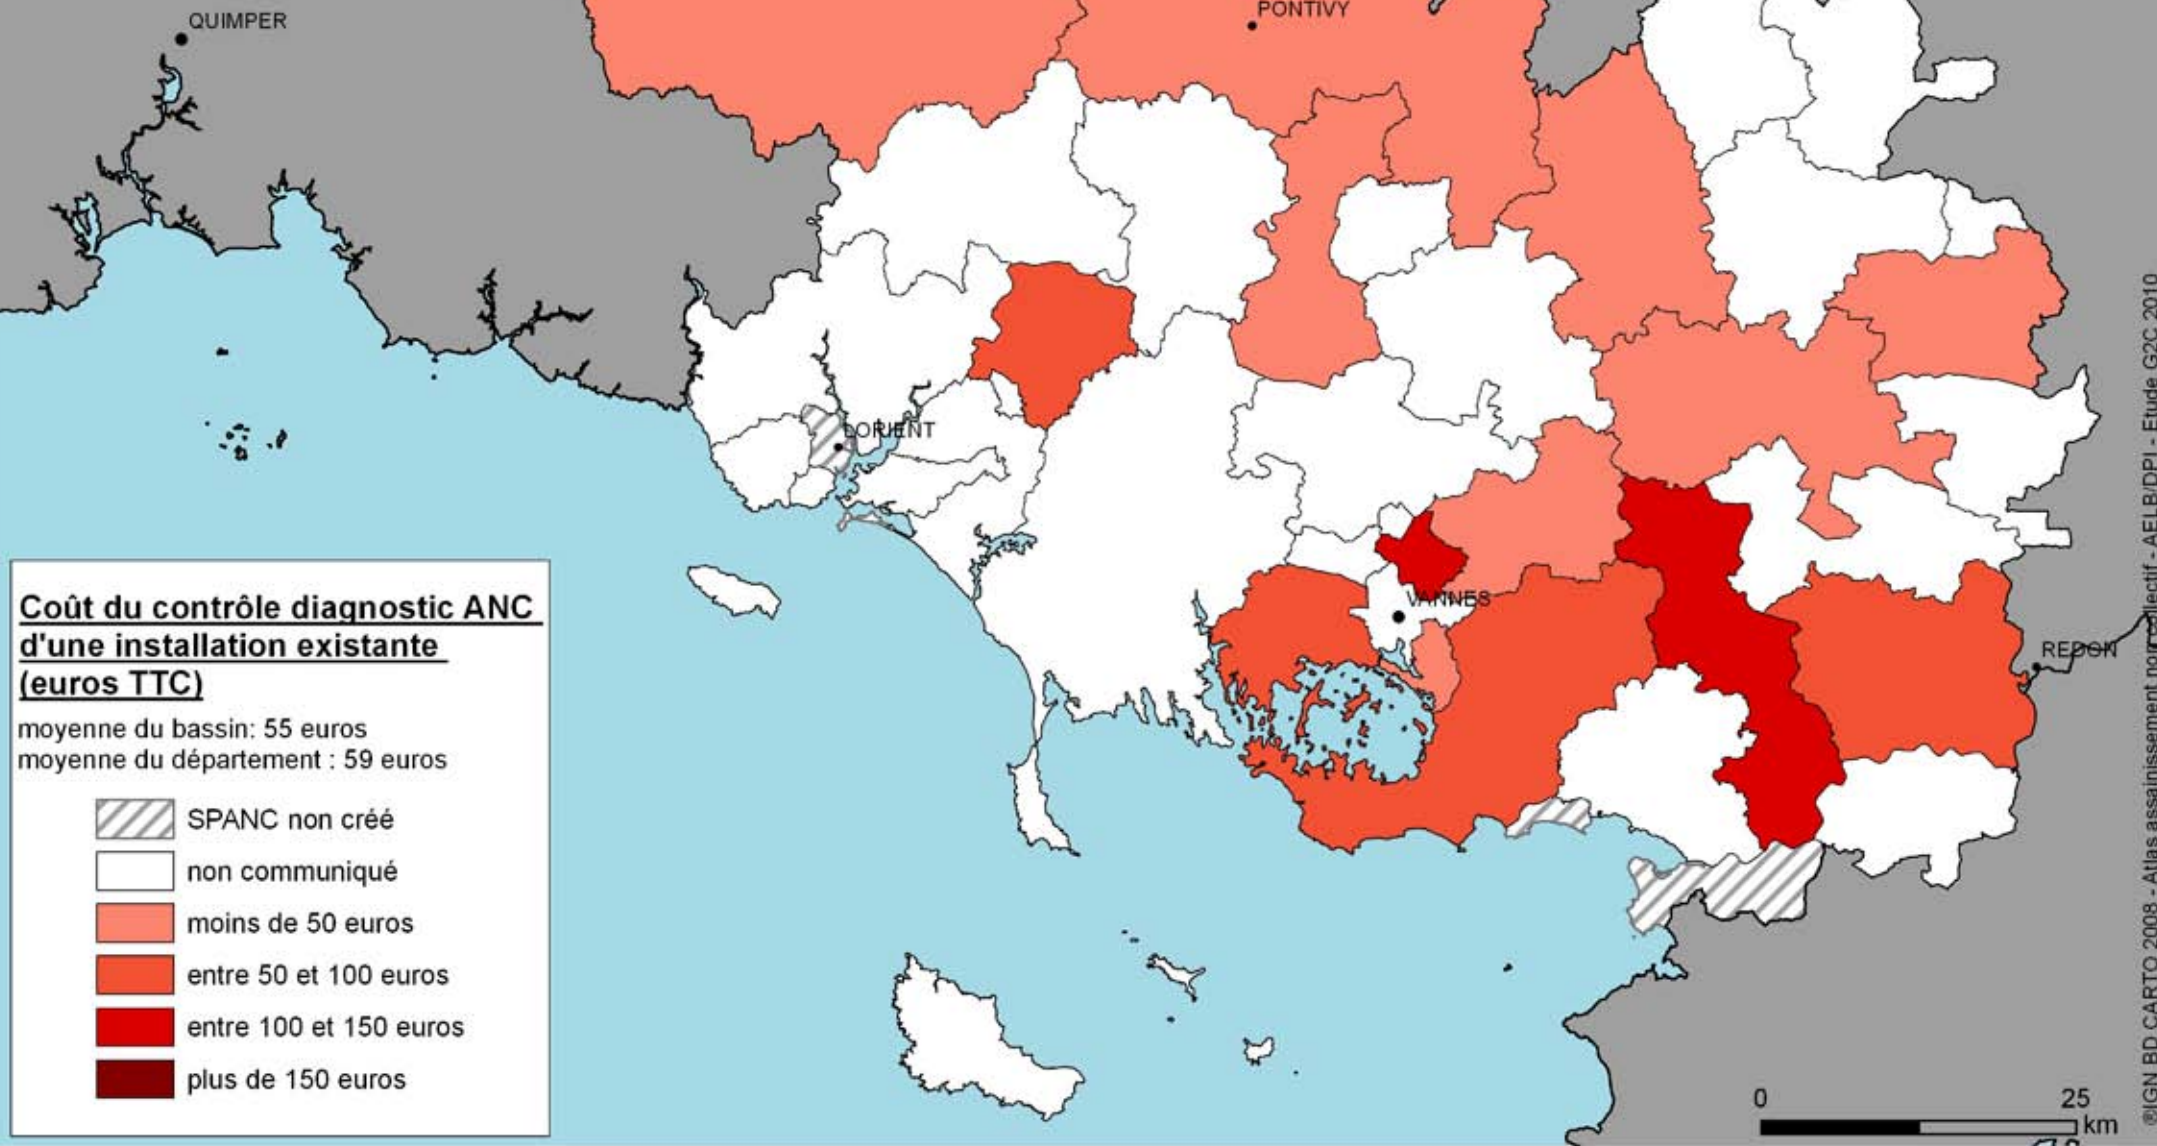 QUIMPER
PONTIVY
LORIENT
VANNES
REDON
Coût du contrôle diagnostic ANC
d'une installation existante
(euros TTC)
moyenne du bassin: 55 euros
moyenne du département : 59 euros
SPANC non créé
non communiqué
moins de 50 euros
entre 50 et 100 euros
entre 100 et 150 euros
plus de 150 euros
0 25
km
©IGN BD CARTO 2008 - Atlas assainissement non collectif - AELB/DPI - Etude G2C 2010